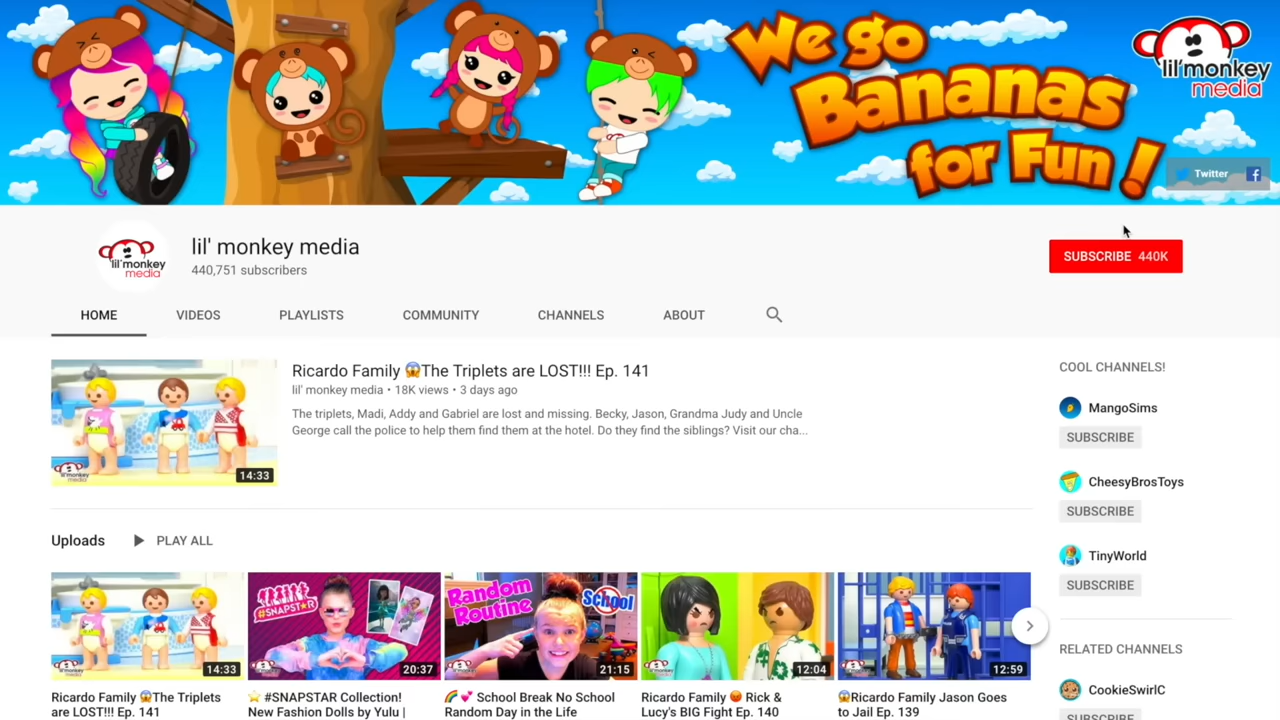 We go
Bananas
for Fun!
lil'monkey
media
Twitter
lil'monkey
media
lil' monkey media
440,751 subscribers
SUBSCRIBE 440K
HOME
VIDEOS
PLAYLISTS
COMMUNITY
CHANNELS
ABOUT
Ricardo Family 😱The Triplets are LOST!!! Ep. 141
lil' monkey media • 18K views • 3 days ago
The triplets, Madi, Addy and Gabriel are lost and missing. Becky, Jason, Grandma Judy and Uncle
George call the police to help them find them at the hotel. Do they find the siblings? Visit our cha...
lil'monkey
media
14:33
COOL CHANNELS!
MangoSims
SUBSCRIBE
CheesyBrosToys
SUBSCRIBE
TinyWorld
SUBSCRIBE
RELATED CHANNELS
CookieSwirlC
SUBSCRIBE
Uploads
PLAY ALL
14:33
Ricardo Family 😱The Triplets
are LOST!!! Ep. 141
#SNAPSTAR
20:37
⭐ #SNAPSTAR Collection!
New Fashion Dolls by Yulu |
Random
Routine
School
21:15
🌈💕 School Break No School
Random Day in the Life
12:04
Ricardo Family 😡 Rick &
Lucy's BIG Fight Ep. 140
12:59
😱Ricardo Family Jason Goes
to Jail Ep. 139